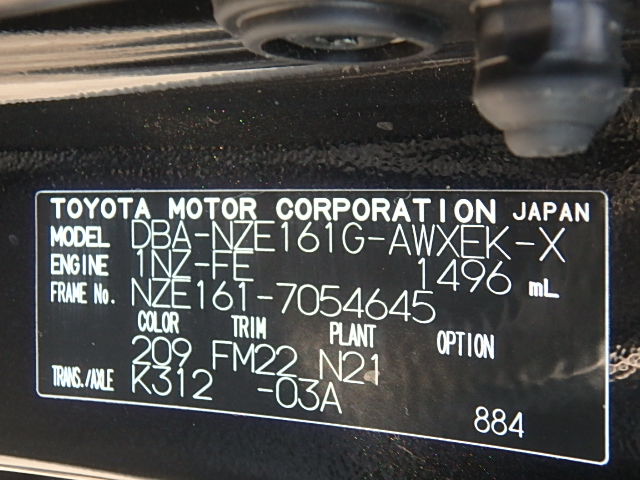 TOYOTA MOTOR CORPORATION JAPAN
MODEL DBA-NZE161G-AWXEK-X
ENGINE 1NZ-FE 1496 mL
FRAME No. NZE161-7054645
COLOR TRIM PLANT OPTION
209 FM22 N21
TRANS./AXLE K312 -03A
884